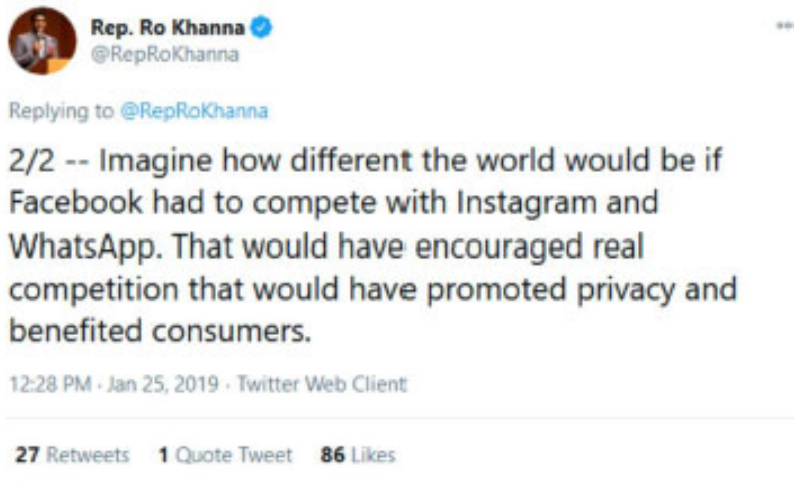 Rep. Ro Khanna
@RepRoKhanna
Replying to @RepRoKhanna
2/2 -- Imagine how different the world would be if
Facebook had to compete with Instagram and
WhatsApp. That would have encouraged real
competition that would have promoted privacy and
benefited consumers.
12:28 PM · Jan 25, 2019 · Twitter Web Client
27 Retweets 1 Quote Tweet 86 Likes